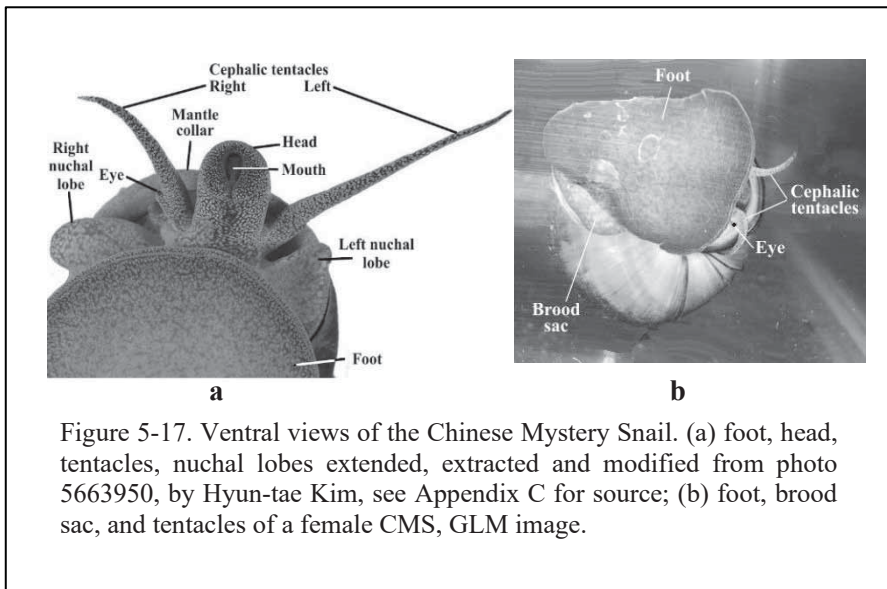 Cephalic tentacles
Right Left
Mantle
collar
Right
nuchal
lobe
Eye
Head
Mouth
Left nuchal
lobe
Foot
a
Foot
Cephalic
tentacles
Eye
Brood
sac
b
Figure 5-17. Ventral views of the Chinese Mystery Snail. (a) foot, head,
tentacles, nuchal lobes extended, extracted and modified from photo
5663950, by Hyun-tae Kim, see Appendix C for source; (b) foot, brood
sac, and tentacles of a female CMS, GLM image.